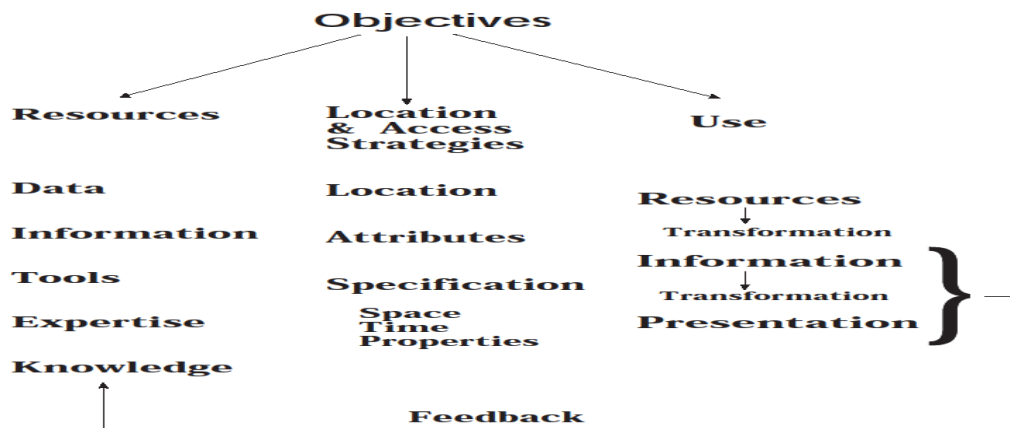 Objectives
Resources
Location
& Access
Strategies
Use
Data
Information
Tools
Expertise
Knowledge
Location
Attributes
Specification
Space
Time
Properties
Resources
Transformation
Information
Transformation
Presentation
}
Feedback